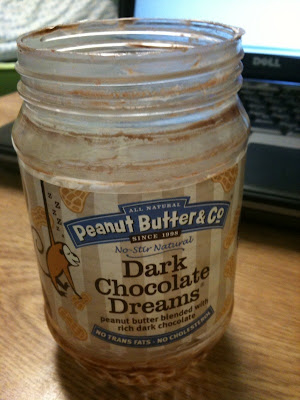 DELL
ALL NATURAL
Peanut Butter & Co
SINCE 1998
No-Stir Natural
Dark
Chocolate
Dreams®
peanut butter blended with
rich dark chocolate
NO TRANS FATS · NO CHOLESTEROL
z z z z